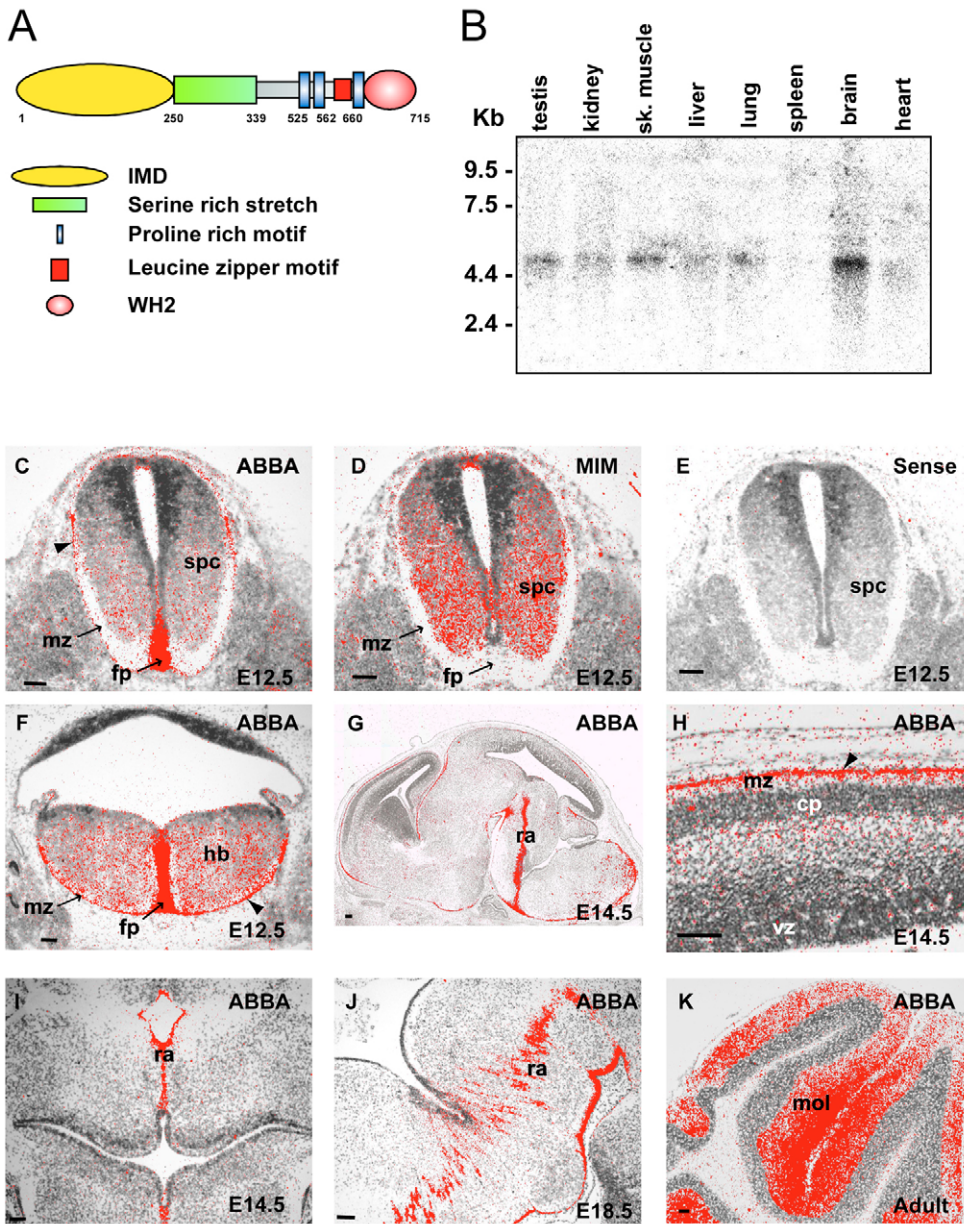 A
1 250 339 525 562 660 715
IMD
Serine rich stretch
Proline rich motif
Leucine zipper motif
WH2
B
Kb testis kidney sk. muscle liver lung spleen brain heart
9.5 -
7.5 -
4.4 -
2.4 -
C ABBA
spc
mz
fp
E12.5
D MIM
spc
mz
fp
E12.5
E Sense
spc
E12.5
F ABBA
hb
mz
fp
E12.5
G ABBA
ra
E14.5
H ABBA
mz
cp
vz
E14.5
I ABBA
ra
E14.5
J ABBA
ra
E18.5
K ABBA
mol
Adult